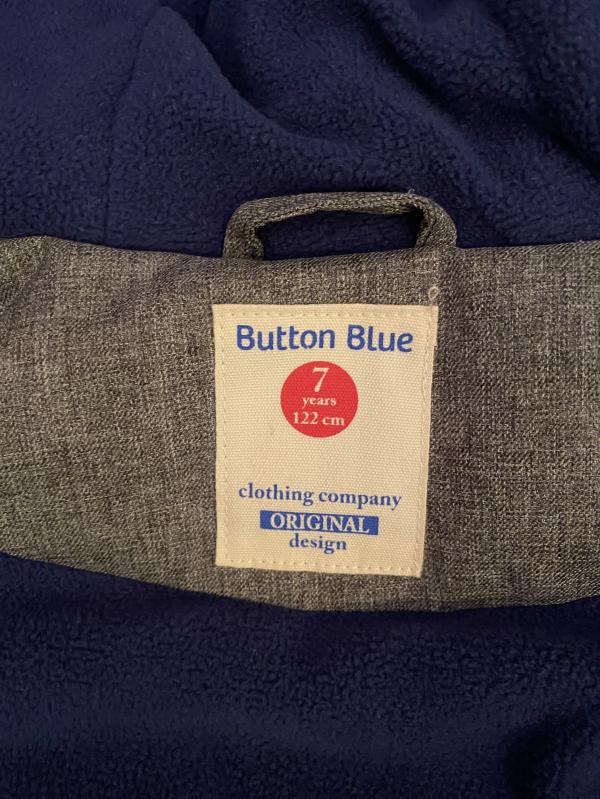 Button Blue
7
years
122 cm
clothing company
ORIGINAL
design